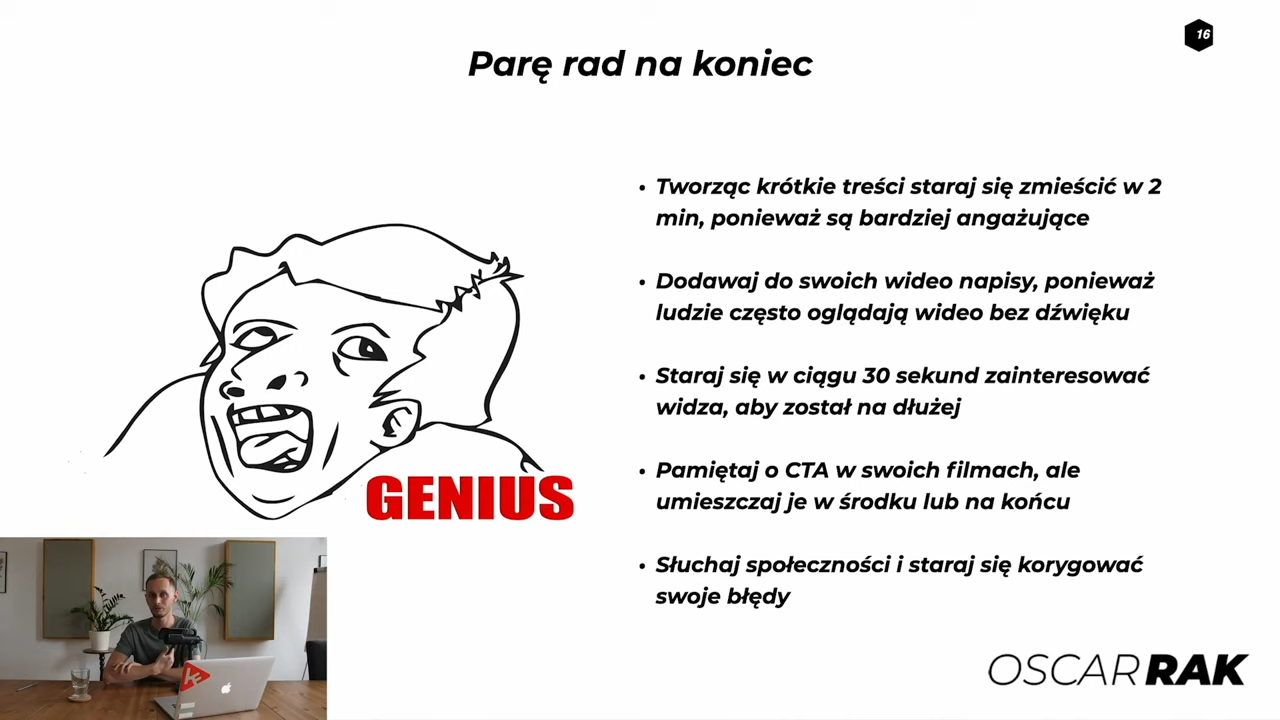 16
Parę rad na koniec
• Tworząc krótkie treści staraj się zmieścić w 2
min, ponieważ są bardziej angażujące
• Dodawaj do swoich wideo napisy, ponieważ
ludzie często oglądają wideo bez dźwięku
• Staraj się w ciągu 30 sekund zainteresować
widza, aby został na dłużej
• Pamiętaj o CTA w swoich filmach, ale
umieszczaj je w środku lub na końcu
• Słuchaj społeczności i staraj się korygować
swoje błędy
GENIUS
OSCAR RAK